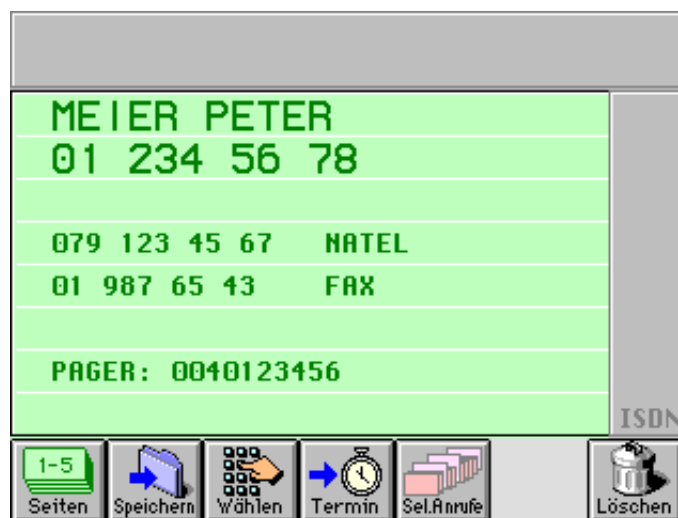 MEIER PETER
01 234 56 78
079 123 45 67 NATEL
01 987 65 43 FAX
PAGER: 0040123456
ISDN
1-5
Seiten Speichern Wählen Termin Sel.Anrufe Löschen